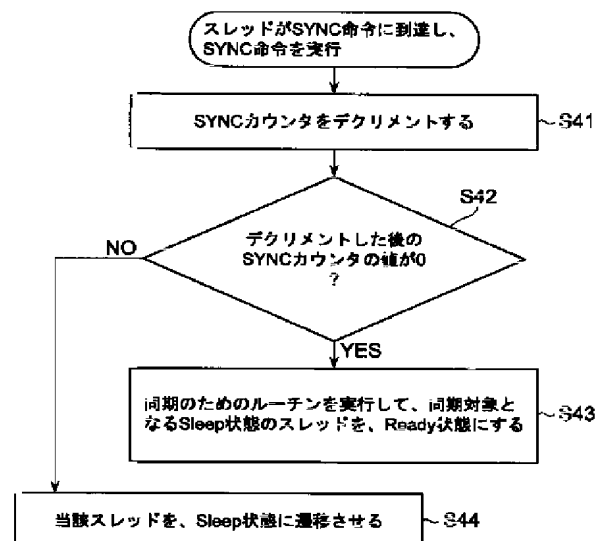 スレッドがSYNC命令に到達し、
SYNC命令を実行
SYNCカウンタをデクリメントする
S41
S42
デクリメントした後の
SYNCカウンタの値が0
?
NO
YES
同期のためのルーチンを実行して、同期対象と
なるSleep状態のスレッドを、Ready状態にする
S43
当該スレッドを、Sleep状態に遷移させる
S44